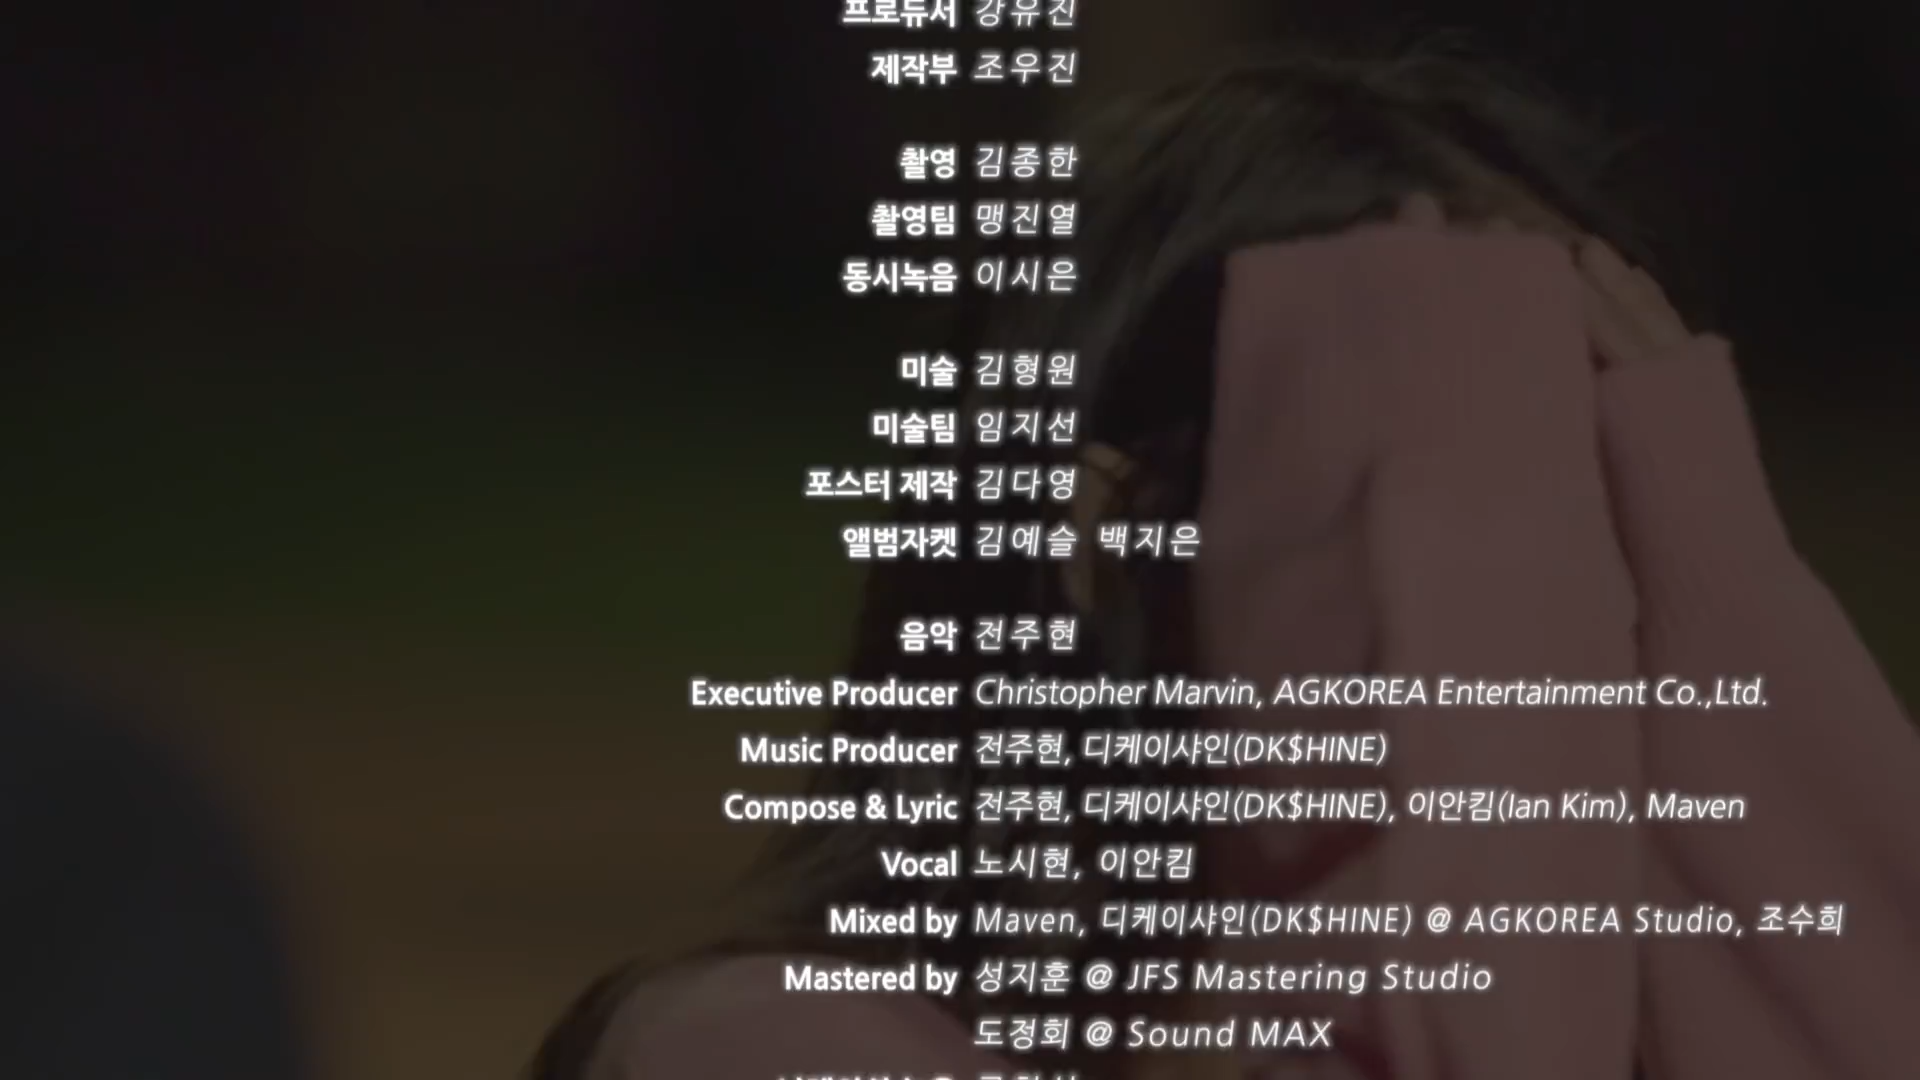 프로듀서 강유진
제작부 조우진
촬영 김종한
촬영팀 맹진열
동시녹음 이시은
미술 김형원
미술팀 임지선
포스터 제작 김다영
앨범자켓 김예슬 백지은
음악 전주현
Executive Producer Christopher Marvin, AGKOREA Entertainment Co.,Ltd.
Music Producer 전주현, 디케이샤인(DK$HINE)
Compose & Lyric 전주현, 디케이샤인(DK$HINE), 이안킴(Ian Kim), Maven
Vocal 노시현, 이안킴
Mixed by Maven, 디케이샤인(DK$HINE) @ AGKOREA Studio, 조수희
Mastered by 성지훈 @ JFS Mastering Studio
도정회 @ Sound MAX